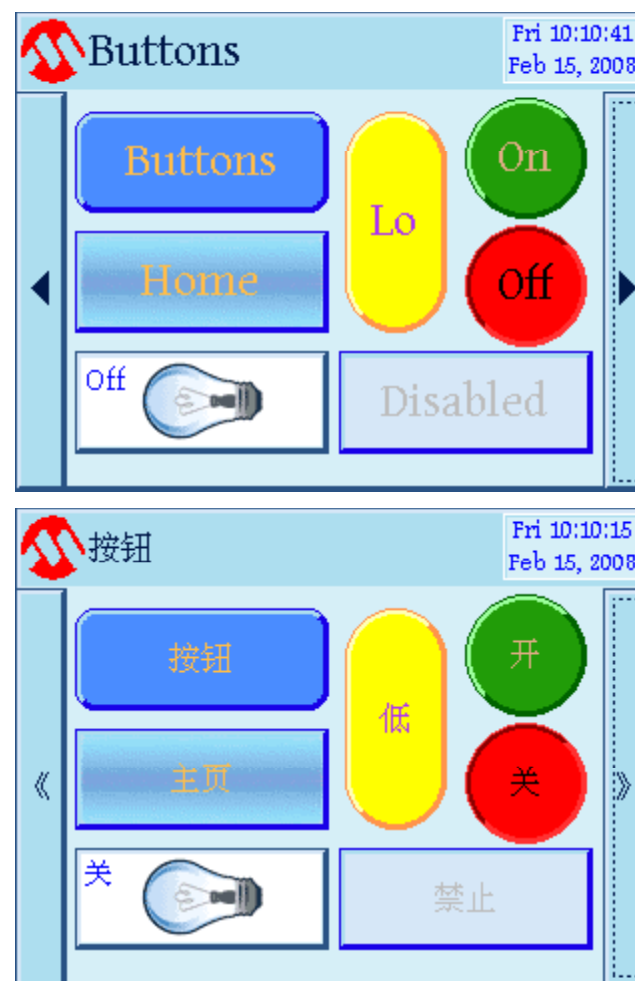 Buttons
Fri 10:10:41
Feb 15, 2008
Buttons
Lo
On
Home
Off
Off
Disabled
按钮
Fri 10:10:15
Feb 15, 2008
按钮
低
开
主页
关
关
禁止
《
》